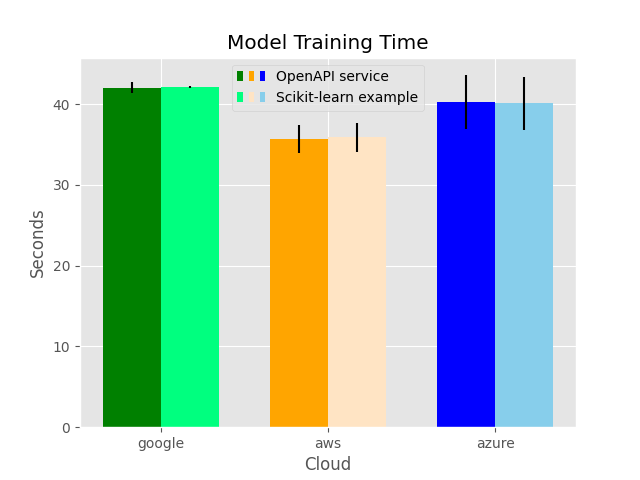 Model Training Time
OpenAPI service
Scikit-learn example
Seconds
40
30
20
10
0
google aws azure
Cloud